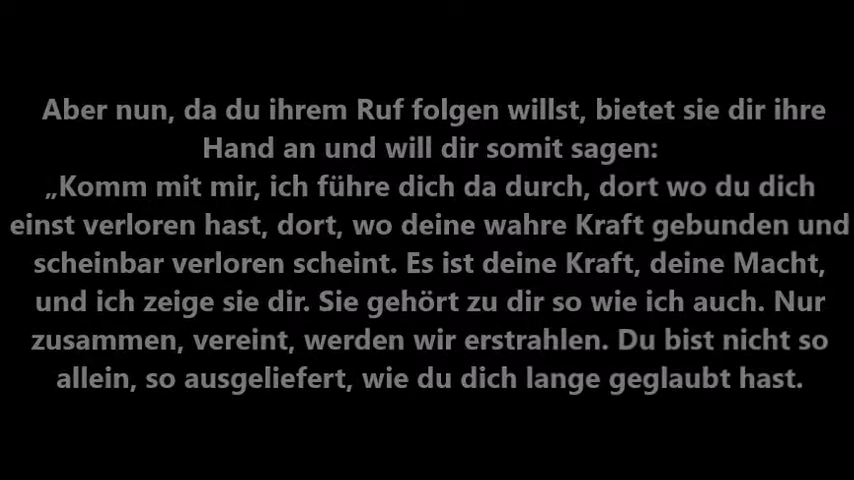 Aber nun, da du ihrem Ruf folgen willst, bietet sie dir ihre
Hand an und will dir somit sagen:
„Komm mit mir, ich führe dich da durch, dort wo du dich
einst verloren hast, dort, wo deine wahre Kraft gebunden und
scheinbar verloren scheint. Es ist deine Kraft, deine Macht,
und ich zeige sie dir. Sie gehört zu dir so wie ich auch. Nur
zusammen, vereint, werden wir erstrahlen. Du bist nicht so
allein, so ausgeliefert, wie du dich lange geglaubt hast.